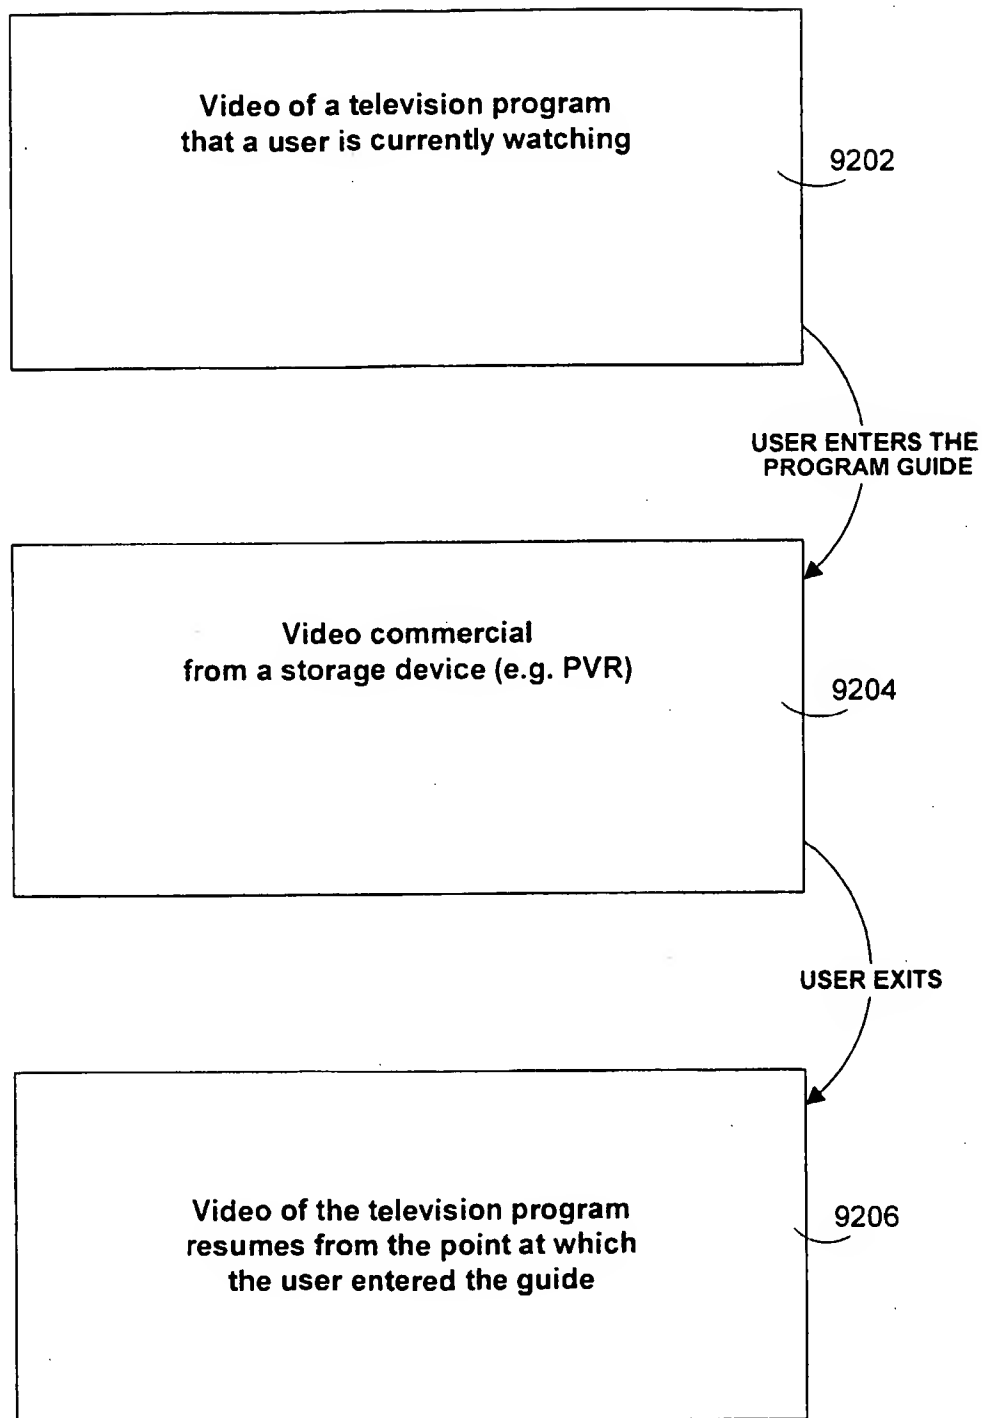 Video of a television program
that a user is currently watching
9202
USER ENTERS THE
PROGRAM GUIDE
Video commercial
from a storage device (e.g. PVR)
9204
USER EXITS
Video of the television program
resumes from the point at which
the user entered the guide
9206